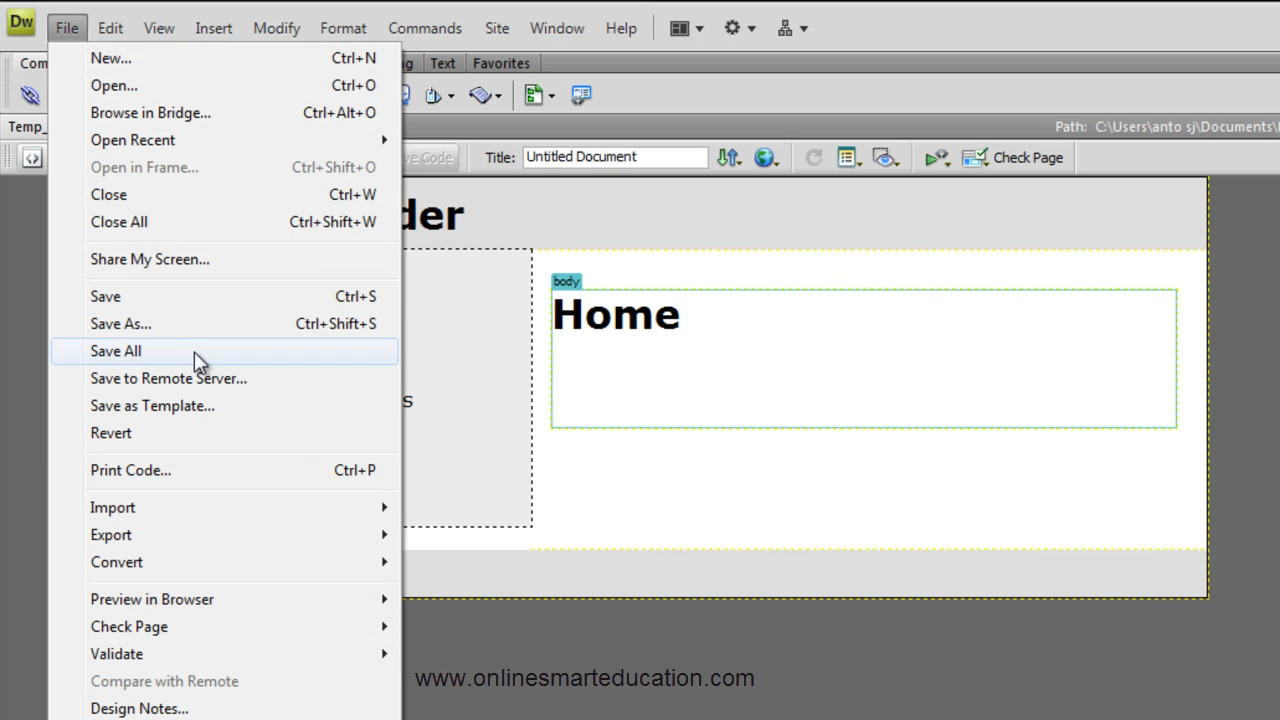 Dw File Edit View Insert Modify Format Commands Site Window Help
Com Text Favorites
Temp_ Path: C:\Users\anto sj\Documents\
Title: Untitled Document Check Page
New... Ctrl+N
Open... Ctrl+O
Browse in Bridge... Ctrl+Alt+O
Open Recent
Open in Frame... Ctrl+Shift+O
Close Ctrl+W
Close All Ctrl+Shift+W
Share My Screen...
Save Ctrl+S
Save As... Ctrl+Shift+S
Save All
Save to Remote Server...
Save as Template...
Revert
Print Code... Ctrl+P
Import
Export
Convert
Preview in Browser
Check Page
Validate
Compare with Remote
Design Notes...
der
body
Home
s
www.onlinesmarteducation.com